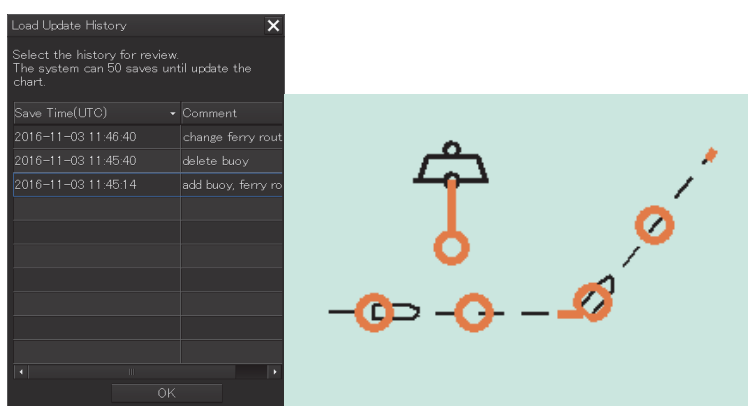 Load Update History
Select the history for review.
The system can 50 saves until update the
chart.
Save Time(UTC) Comment
2016-11-03 11:46:40 change ferry rout
2016-11-03 11:45:40 delete buoy
2016-11-03 11:45:14 add buoy, ferry ro
OK